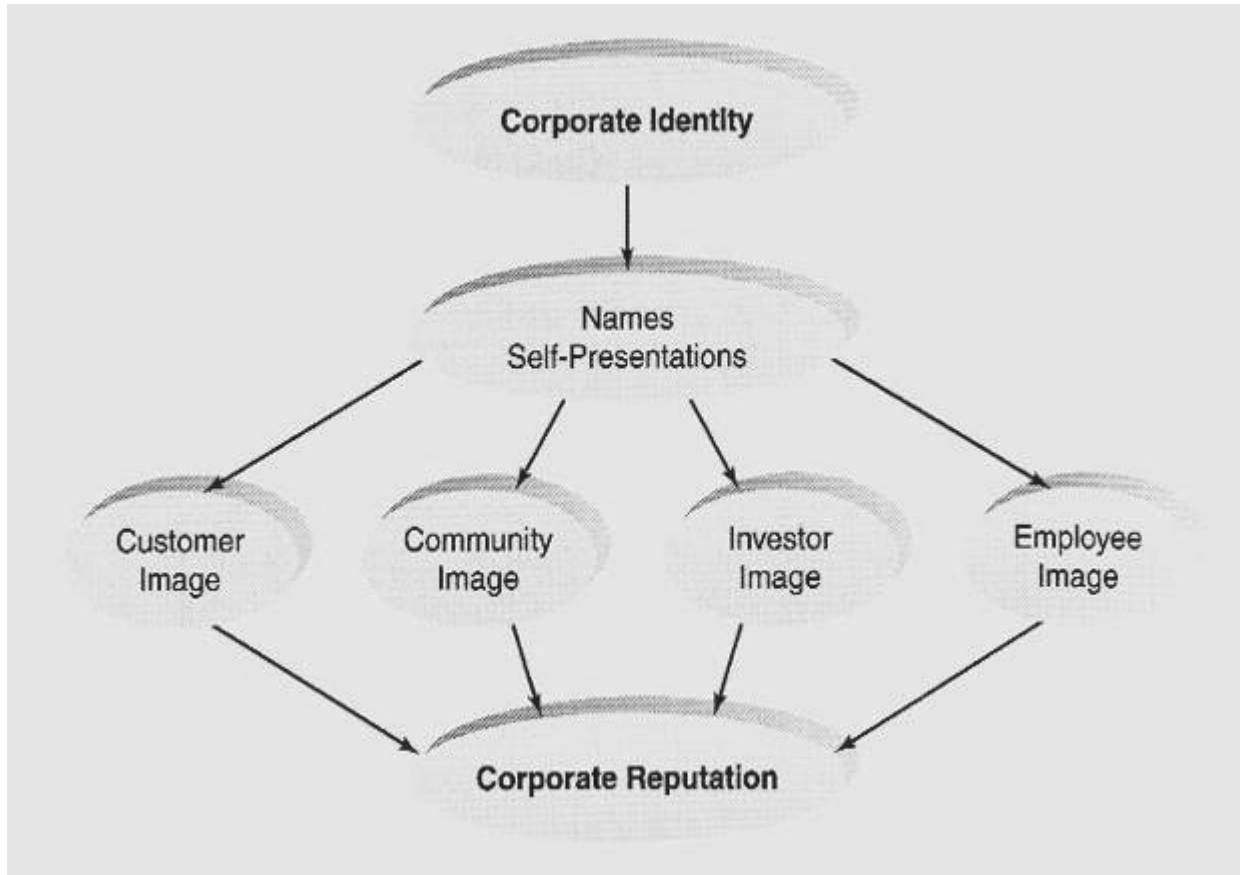 Corporate Identity
Names
Self-Presentations
Customer
Image
Community
Image
Investor
Image
Employee
Image
Corporate Reputation